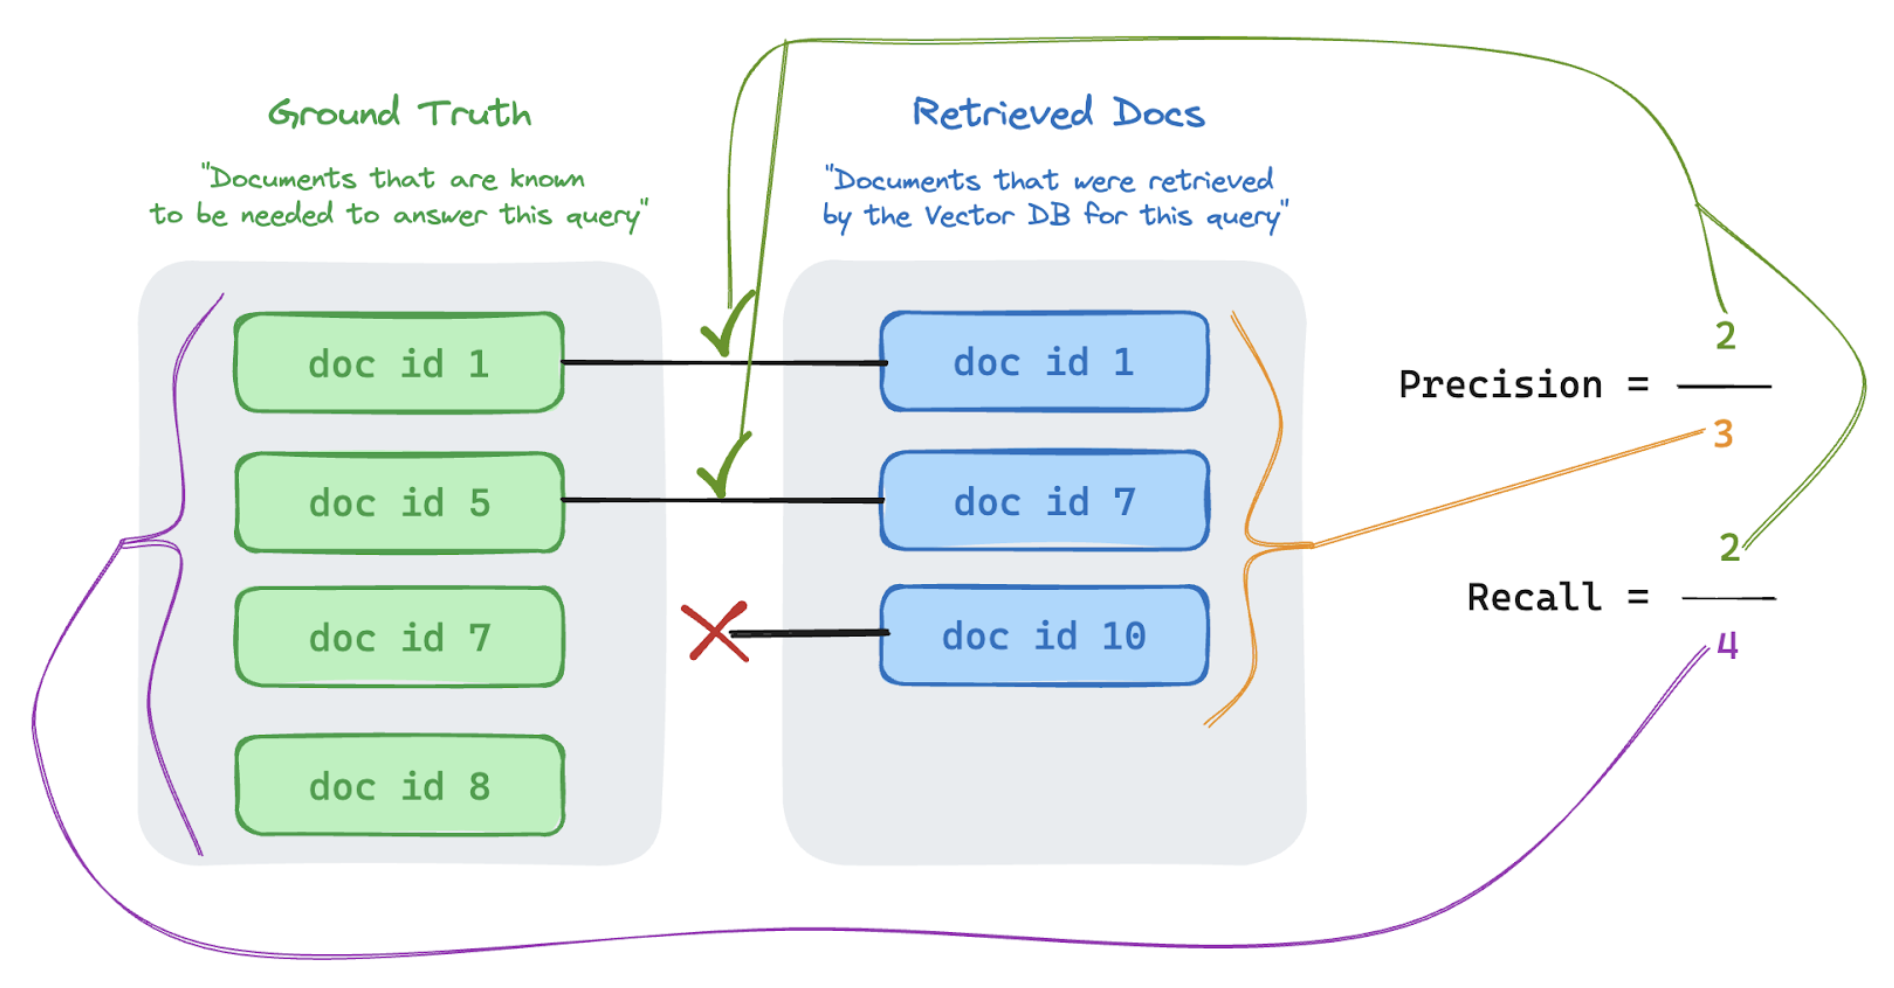 Ground Truth
"Documents that are known
to be needed to answer this query"
doc id 1
doc id 5
doc id 7
doc id 8
Retrieved Docs
"Documents that were retrieved
by the Vector DB for this query"
doc id 1
doc id 7
doc id 10
2
Precision =
3
2
Recall =
4